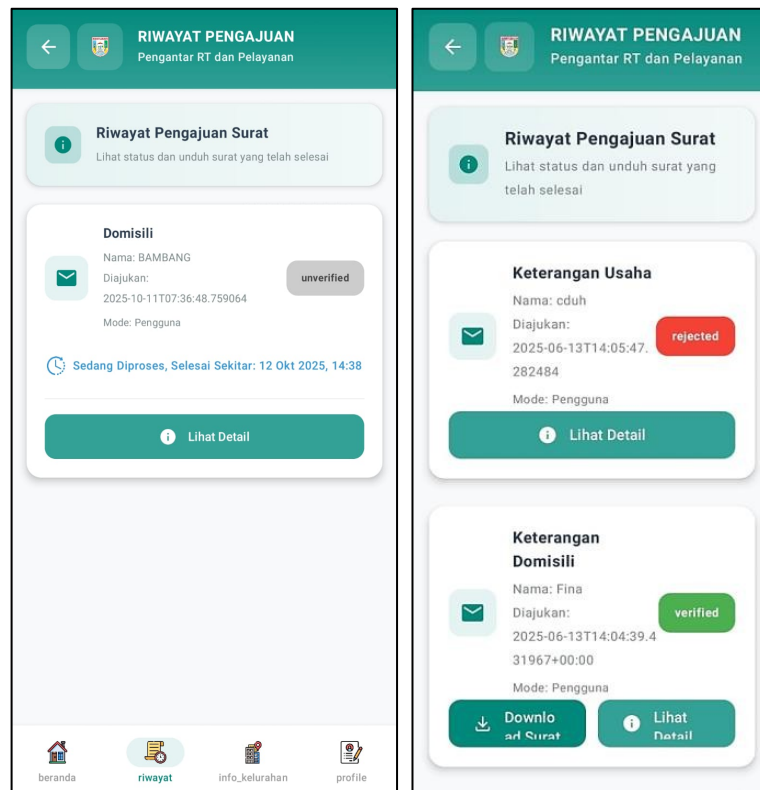 RIWAYAT PENGAJUAN
Pengantar RT dan Pelayanan
Riwayat Pengajuan Surat
Lihat status dan unduh surat yang telah selesai
Domisili
Nama: BAMBANG
Diajukan:
2025-10-11T07:36:48.759064
Mode: Pengguna
unverified
Sedang Diproses, Selesai Sekitar: 12 Okt 2025, 14:38
Lihat Detail
beranda
riwayat
info_kelurahan
profile
RIWAYAT PENGAJUAN
Pengantar RT dan Pelayanan
Riwayat Pengajuan Surat
Lihat status dan unduh surat yang
telah selesai
Keterangan Usaha
Nama: cduh
Diajukan:
2025-06-13T14:05:47.
282484
Mode: Pengguna
rejected
Lihat Detail
Keterangan
Domisili
Nama: Fina
Diajukan:
2025-06-13T14:04:39.4
31967+00:00
Mode: Pengguna
verified
Downlo
ad Surat
Lihat
Detail